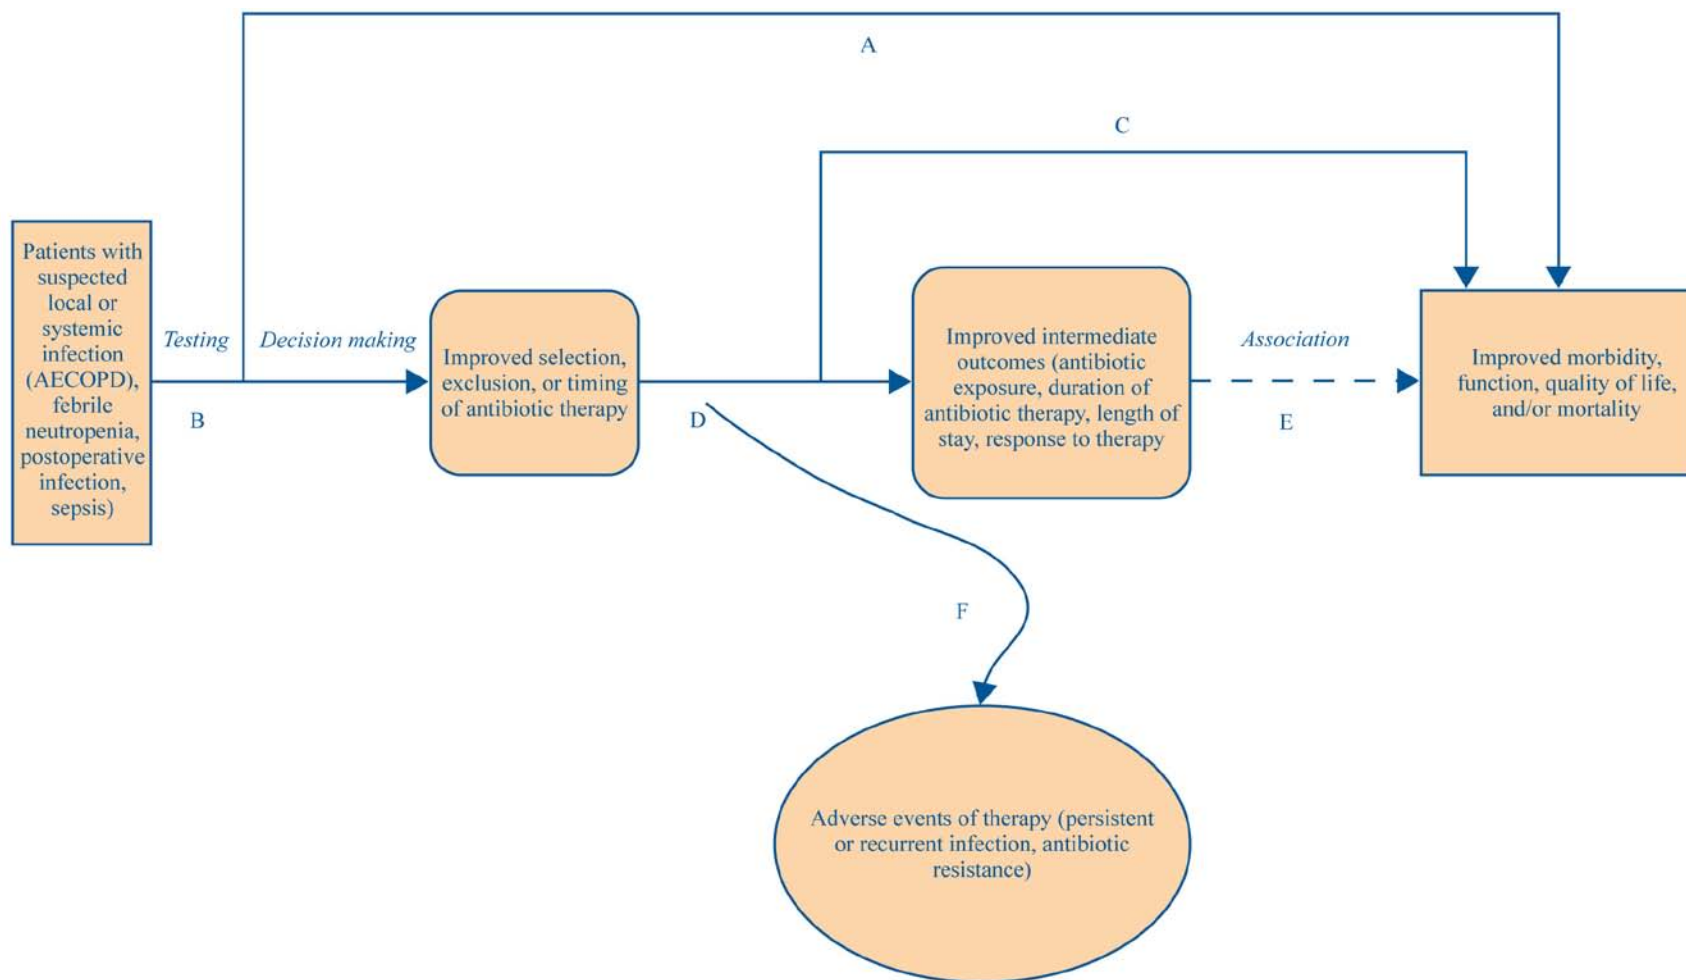 A
C
Patients with
suspected
local or
systemic
infection
(AECOPD),
febrile
neutropenia,
postoperative
infection,
sepsis)
Testing
Decision making
B
Improved selection,
exclusion, or timing
of antibiotic therapy
D
Improved intermediate
outcomes (antibiotic
exposure, duration of
antibiotic therapy, length of
stay, response to therapy
Association
E
Improved morbidity,
function, quality of life,
and/or mortality
F
Adverse events of therapy (persistent
or recurrent infection, antibiotic
resistance)